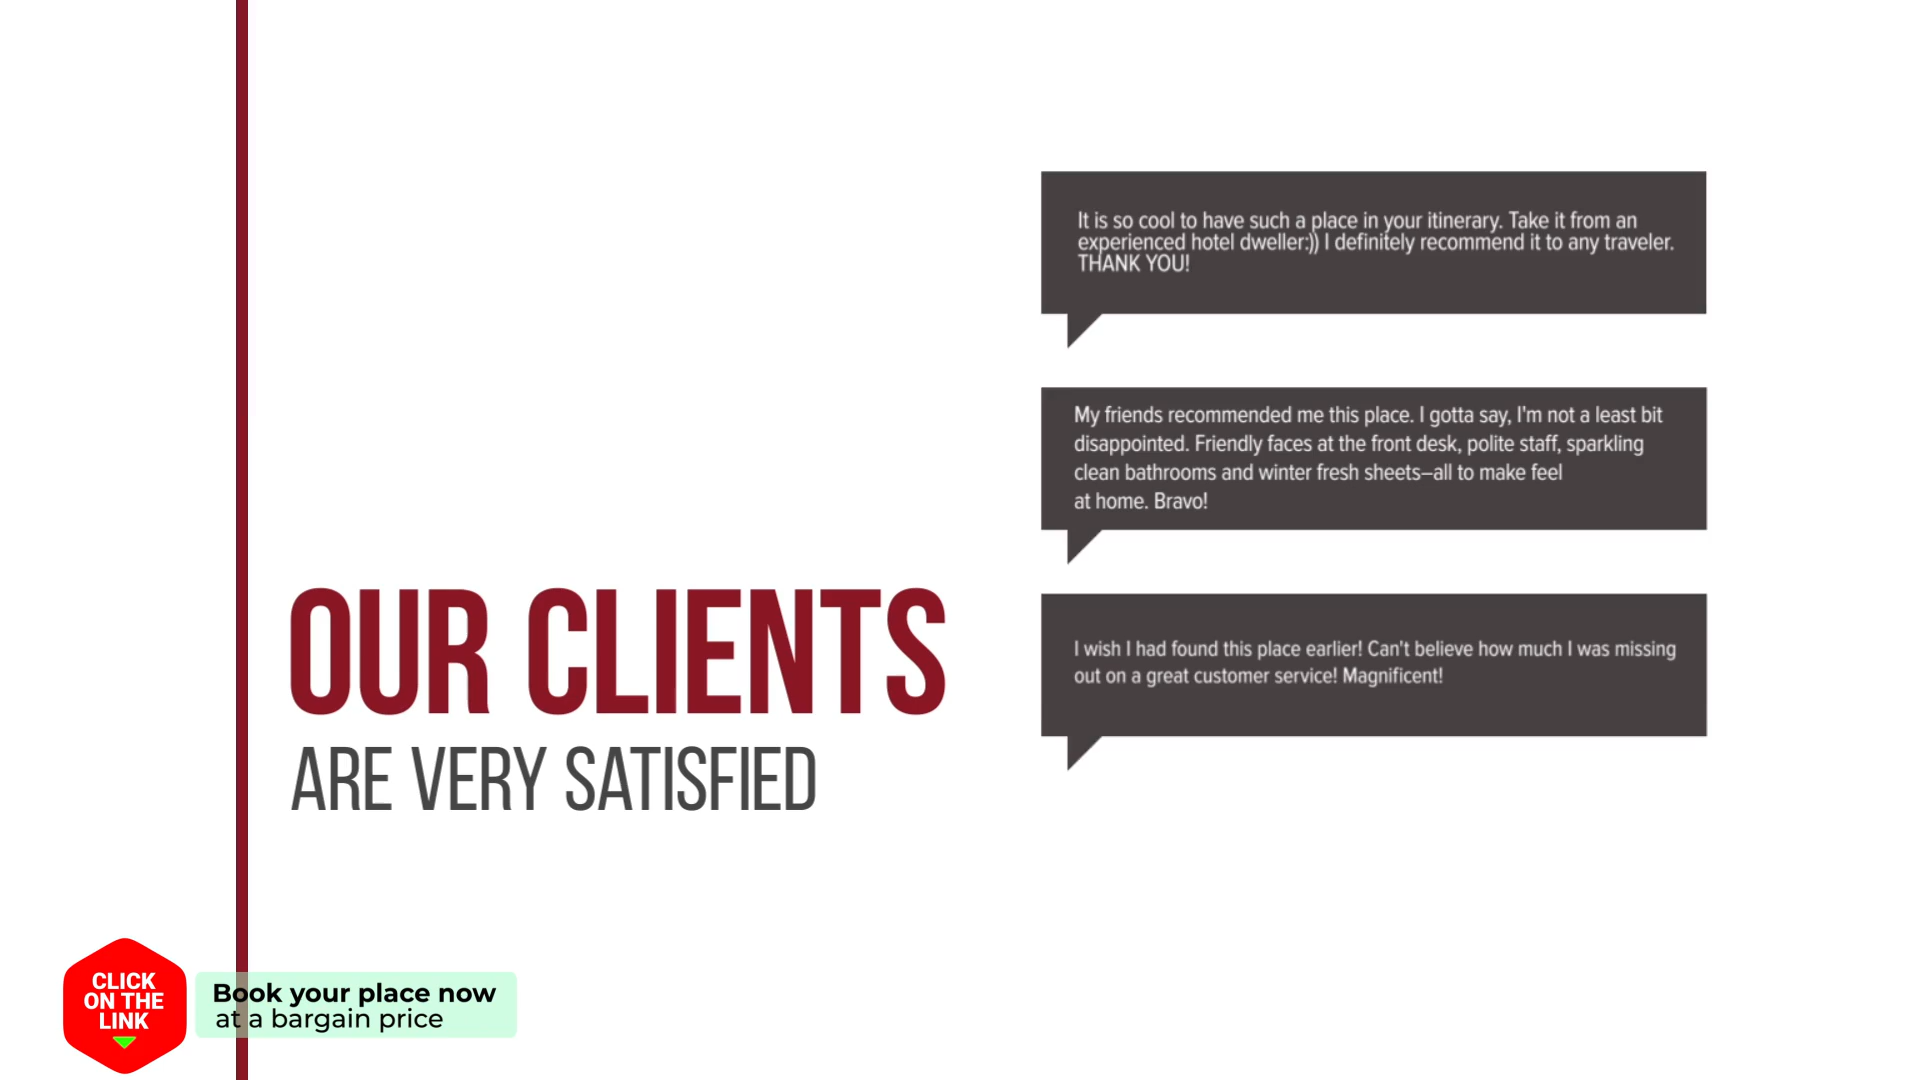 It is so cool to have such a place in your itinerary. Take it from an
experienced hotel dweller:)) I definitely recommend it to any traveler.
THANK YOU!
My friends recommended me this place. I gotta say, I'm not a least bit
disappointed. Friendly faces at the front desk, polite staff, sparkling
clean bathrooms and winter fresh sheets–all to make feel
at home. Bravo!
I wish I had found this place earlier! Can't believe how much I was missing
out on a great customer service! Magnificent!
OUR CLIENTS
ARE VERY SATISFIED
CLICK
ON THE
LINK
Book your place now
at a bargain price